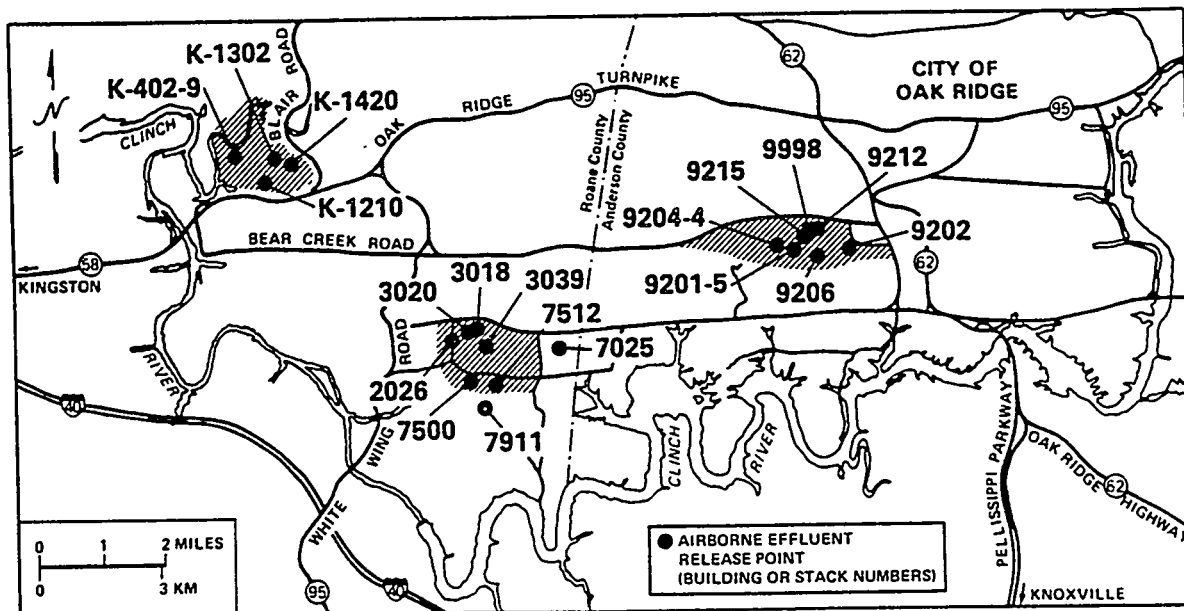 K-1302
K-402-9
BLAIR ROAD
K-1420
N
CLINCH
OAK
RIDGE
95
TURNPIKE
62
CITY OF
OAK RIDGE
95
K-1210
Roane County
Anderson County
9998
9212
9215
9204-4
9202
BEAR CREEK ROAD
58
KINGSTON
62
9201-5
9206
3018
3020
3039
7512
7025
RIVER
ROAD
2026
7500
7911
40
WING
WHITE
CLINCH
RIVER
PELLISSIPPI PARKWAY
OAK RIDGE
62
HIGHWAY
0 1 2 MILES
0 3 KM
95
40
AIRBORNE EFFLUENT
RELEASE POINT
(BUILDING OR STACK NUMBERS)
KNOXVILLE